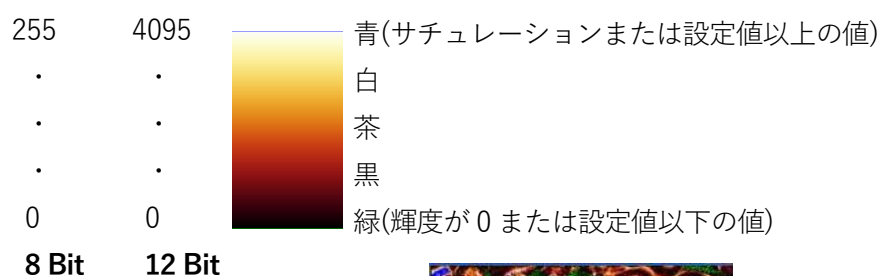 255 4095 青(サチュレーションまたは設定値以上の値)
・ ・ 白
・ ・ 茶
・ ・ 黒
0 0 緑(輝度が 0 または設定値以下の値)
8 Bit 12 Bit